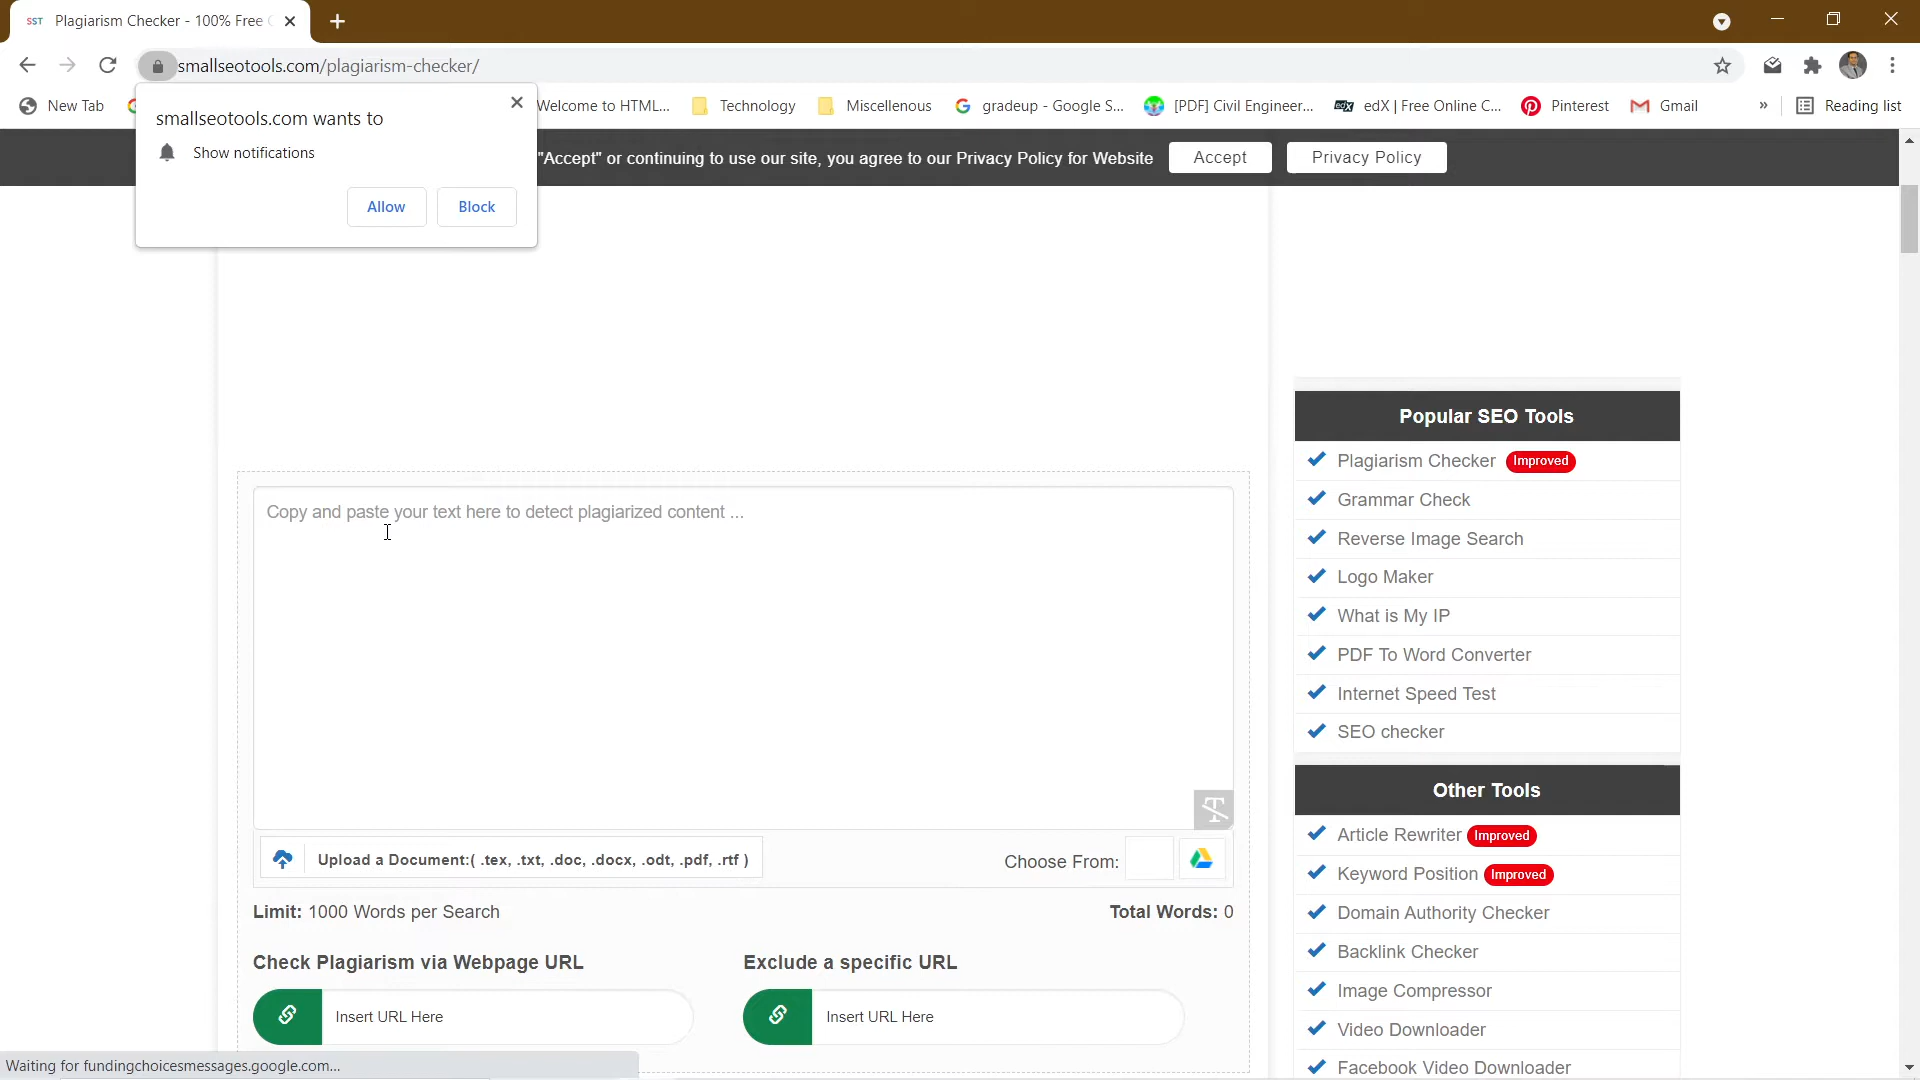 SST Plagiarism Checker - 100% Free
smallseotools.com/plagiarism-checker/
New Tab
Welcome to HTML...
Technology
Miscellenous
gradeup - Google S...
[PDF] Civil Engineer...
edX | Free Online C...
Pinterest
Gmail
»
Reading list
smallseotools.com wants to
Show notifications
Allow
Block
"Accept" or continuing to use our site, you agree to our Privacy Policy for Website
Accept
Privacy Policy
Copy and paste your text here to detect plagiarized content ...
Upload a Document:( .tex, .txt, .doc, .docx, .odt, .pdf, .rtf )
Choose From:
Limit: 1000 Words per Search
Total Words: 0
Check Plagiarism via Webpage URL
Insert URL Here
Exclude a specific URL
Insert URL Here
Popular SEO Tools
Plagiarism Checker Improved
Grammar Check
Reverse Image Search
Logo Maker
What is My IP
PDF To Word Converter
Internet Speed Test
SEO checker
Other Tools
Article Rewriter Improved
Keyword Position Improved
Domain Authority Checker
Backlink Checker
Image Compressor
Video Downloader
Facebook Video Downloader
Waiting for fundingchoicesmessages.google.com...